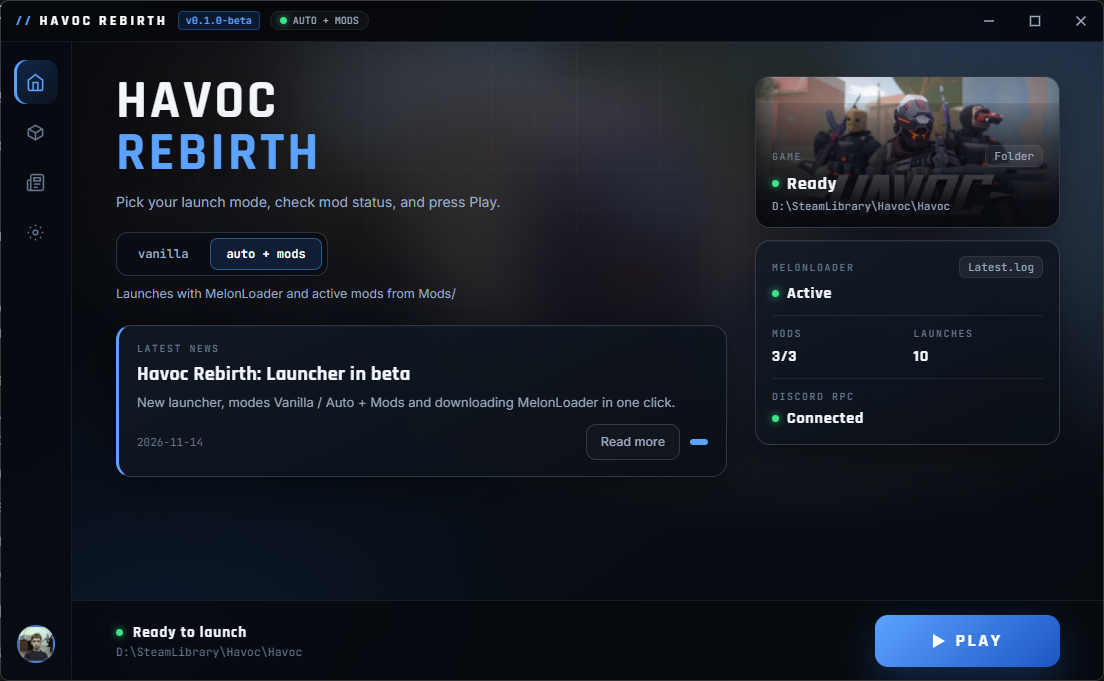 // HAVOC REBIRTH v0.1.0-beta AUTO + MODS
HAVOC
REBIRTH
Pick your launch mode, check mod status, and press Play.
vanilla auto + mods
Launches with MelonLoader and active mods from Mods/
LATEST NEWS
Havoc Rebirth: Launcher in beta
New launcher, modes Vanilla / Auto + Mods and downloading MelonLoader in one click.
2026-11-14 Read more
GAME Folder
Ready
HAVOC
D:\SteamLibrary\Havoc\Havoc
MELONLOADER Latest.log
Active
MODS LAUNCHES
3/3 10
DISCORD RPC
Connected
Ready to launch
D:\SteamLibrary\Havoc\Havoc
PLAY